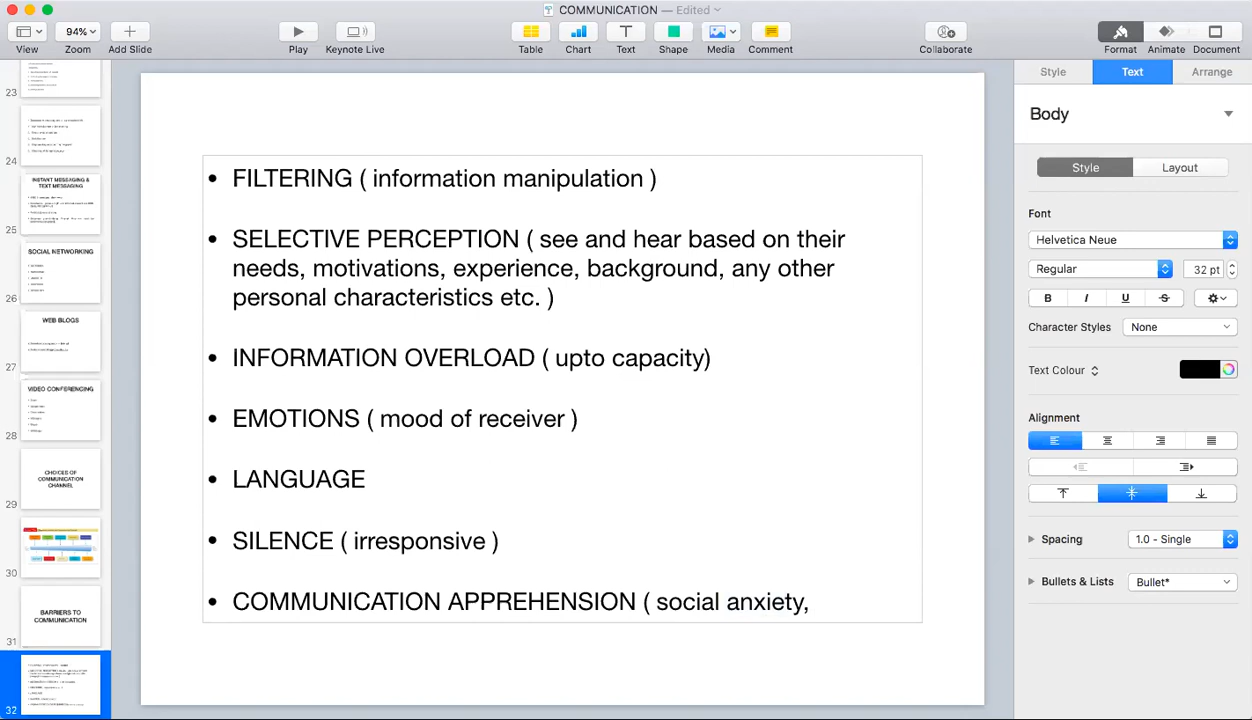 COMMUNICATION — Edited
94%
View
Zoom
Add Slide
Play
Keynote Live
Table
Chart
Text
Shape
Media
Comment
Collaborate
Format
Animate
Document
23
24
INSTANT MESSAGING &
TEXT MESSAGING
25
SOCIAL NETWORKING
26
WEB BLOGS
27
VIDEO CONFERENCING
28
CHOICES OF
COMMUNICATION
CHANNEL
29
30
BARRIERS TO
COMMUNICATION
31
32
• FILTERING ( information manipulation )
• SELECTIVE PERCEPTION ( see and hear based on their
needs, motivations, experience, background, any other
personal characteristics etc. )
• INFORMATION OVERLOAD ( upto capacity)
• EMOTIONS ( mood of receiver )
• LANGUAGE
• SILENCE ( irresponsive )
• COMMUNICATION APPREHENSION ( social anxiety,
Style Text Arrange
Body
Style Layout
Font
Helvetica Neue
Regular 32 pt
B I U S
Character Styles None
Text Colour
Alignment
Spacing 1.0 - Single
Bullets & Lists Bullet*